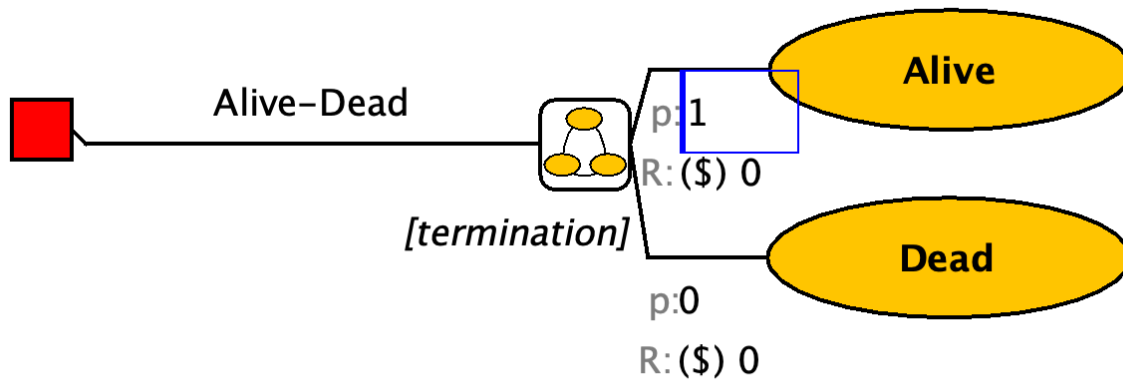 Alive-Dead
[termination]
Alive
p:1
R:($) 0
Dead
p:0
R:($) 0